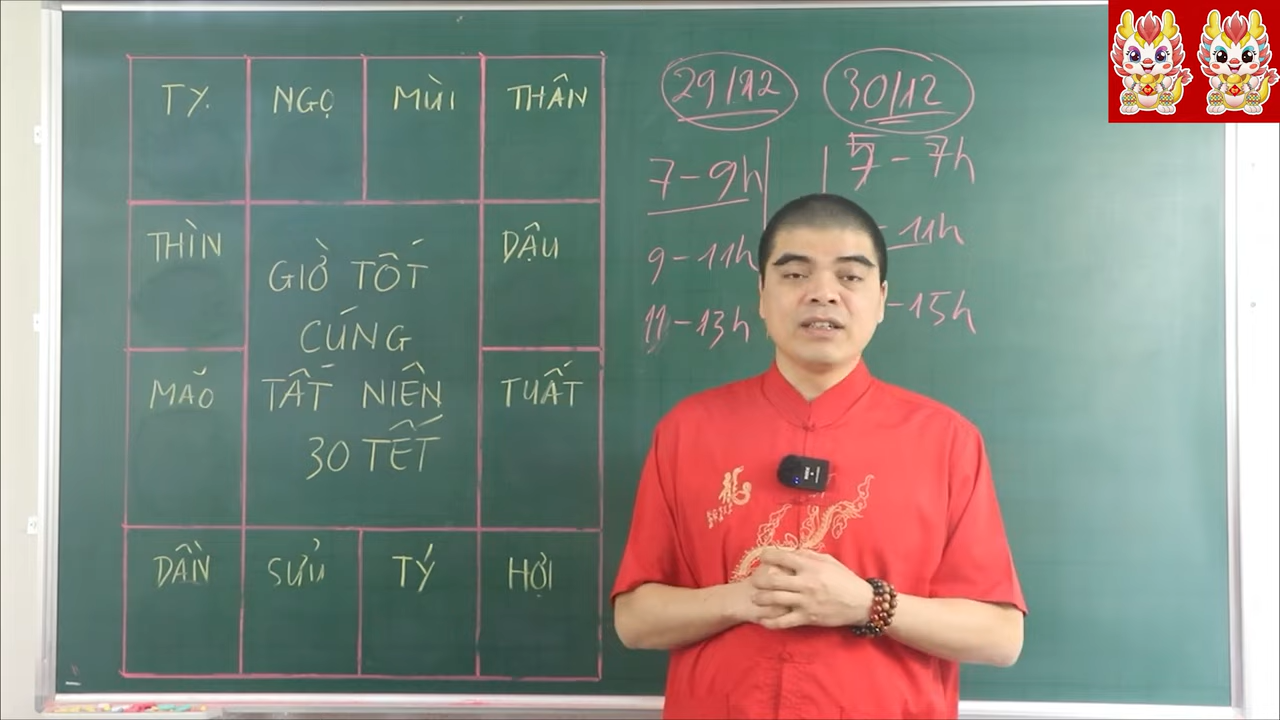 TỴ NGỌ MÙI THÂN
THÌN DẬU
GIỜ TỐT
CÚNG
TẤT NIÊN
30 TẾT
MÃO TUẤT
DẦN SỬU TÝ HỢI
29/12 30/12
7-9h 5-7h
9-11h -11h
11-13h -15h